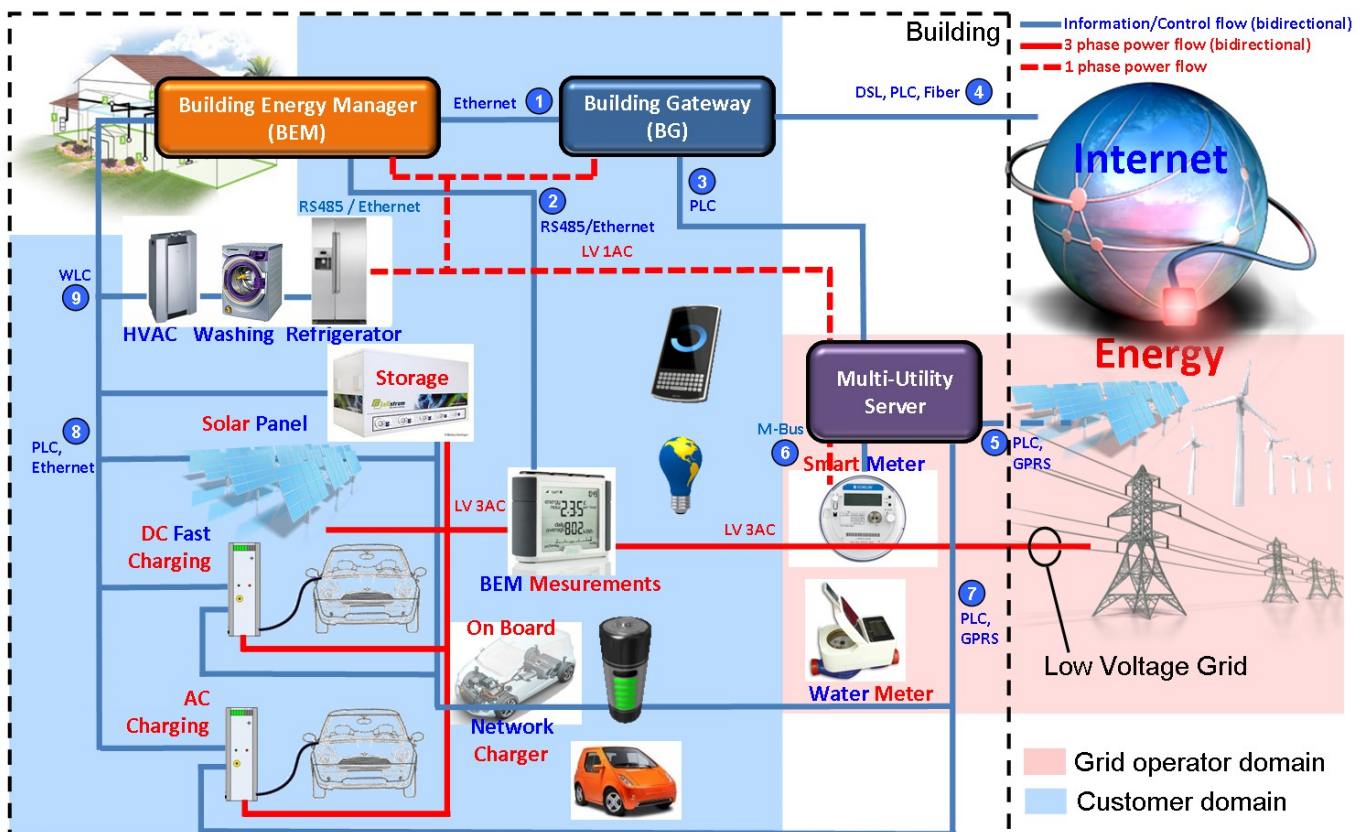 Building
Information/Control flow (bidirectional)
3 phase power flow (bidirectional)
1 phase power flow
Building Energy Manager
(BEM)
Ethernet 1
Building Gateway
(BG)
DSL, PLC, Fiber 4
Internet
Energy
3
PLC
RS485 / Ethernet
2
RS485/Ethernet
LV 1AC
WLC
9
HVAC Washing Refrigerator
Storage
Multi-Utility
Server
M-Bus
6
Smart Meter
5 PLC,
GPRS
8
PLC,
Ethernet
Solar Panel
LV 3AC
235
802
BEM Mesurements
LV 3AC
DC Fast
Charging
7
PLC,
GPRS
Low Voltage Grid
On Board
Network
Charger
Water Meter
AC
Charging
Grid operator domain
Customer domain